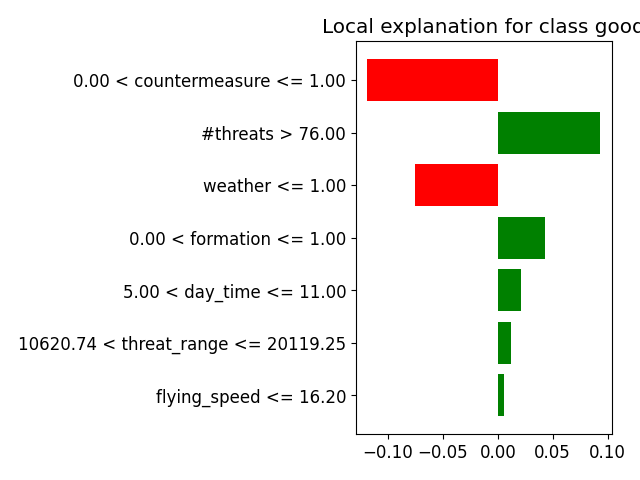 Local explanation for class good
0.00 < countermeasure <= 1.00
#threats > 76.00
weather <= 1.00
0.00 < formation <= 1.00
5.00 < day_time <= 11.00
10620.74 < threat_range <= 20119.25
flying_speed <= 16.20
−0.10 −0.05 0.00 0.05 0.10